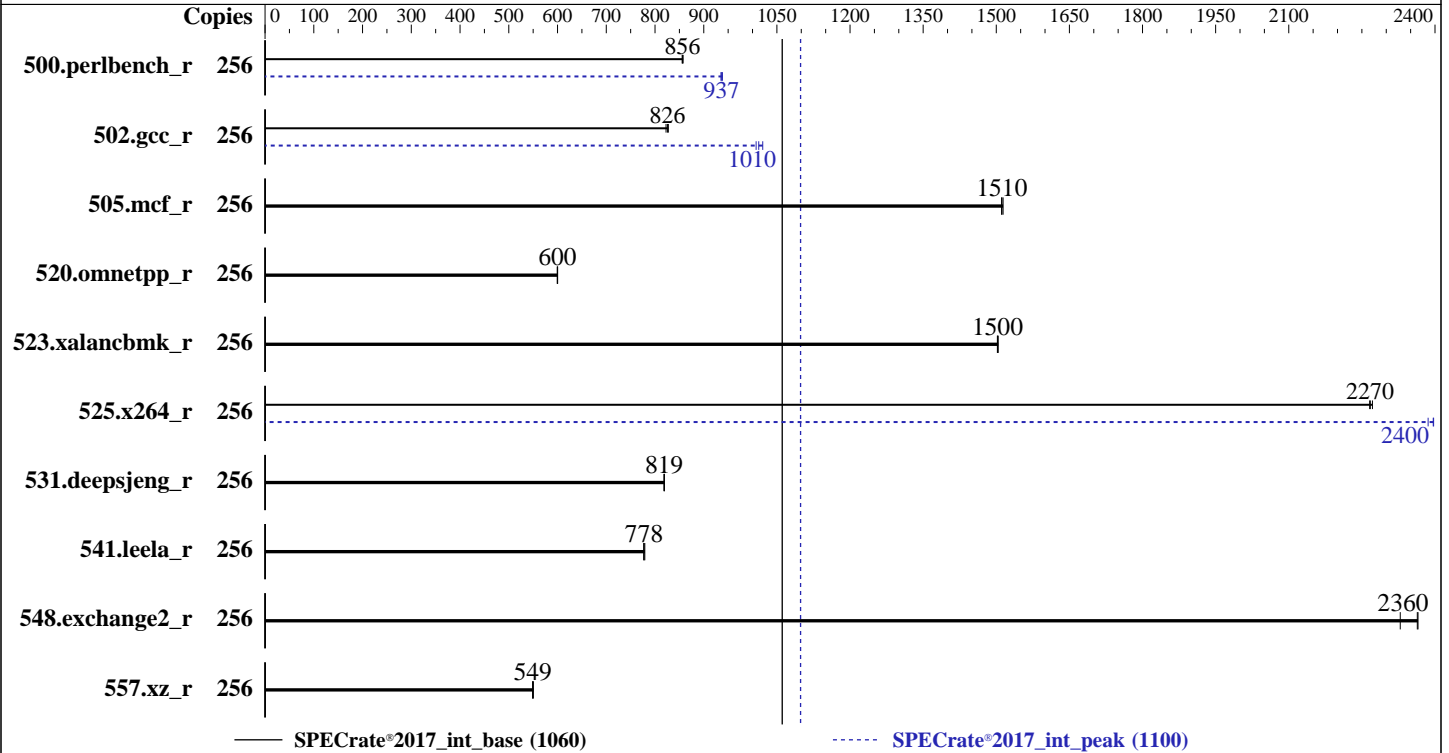 Copies 0 100 200 300 400 500 600 700 800 900 1050 1200 1350 1500 1650 1800 1950 2100 2400
500.perlbench_r 256 856
937
502.gcc_r 256 826
1010
505.mcf_r 256 1510
520.omnetpp_r 256 600
523.xalancbmk_r 256 1500
525.x264_r 256 2270
2400
531.deepsjeng_r 256 819
541.leela_r 256 778
548.exchange2_r 256 2360
557.xz_r 256 549
SPECrate®2017_int_base (1060) SPECrate®2017_int_peak (1100)